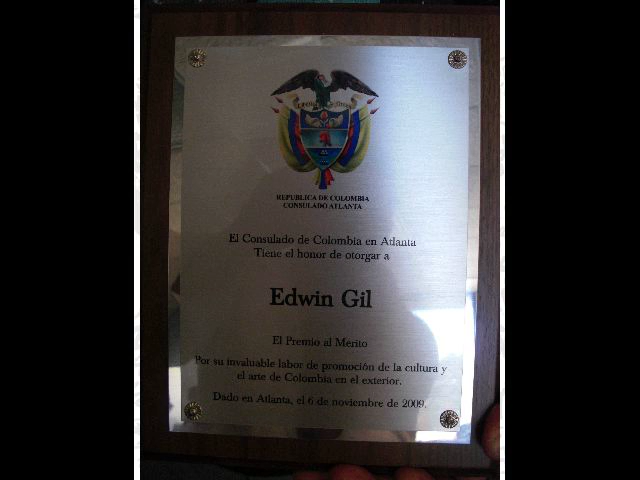 REPUBLICA DE COLOMBIA
CONSULADO ATLANTA
El Consulado de Colombia en Atlanta
Tiene el honor de otorgar a
Edwin Gil
El Premio al Mérito
Por su invaluable labor de promoción de la cultura y
el arte de Colombia en el exterior.
Dado en Atlanta, el 6 de noviembre de 2009.